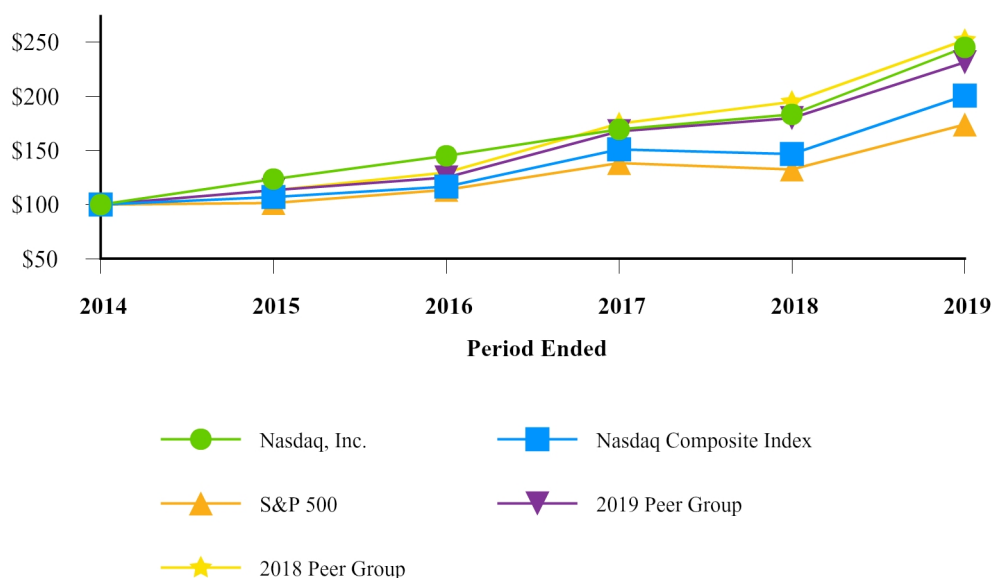 $250
$200
$150
$100
$50
2014 2015 2016 2017 2018 2019
Period Ended
Nasdaq, Inc. Nasdaq Composite Index
S&P 500 2019 Peer Group
2018 Peer Group